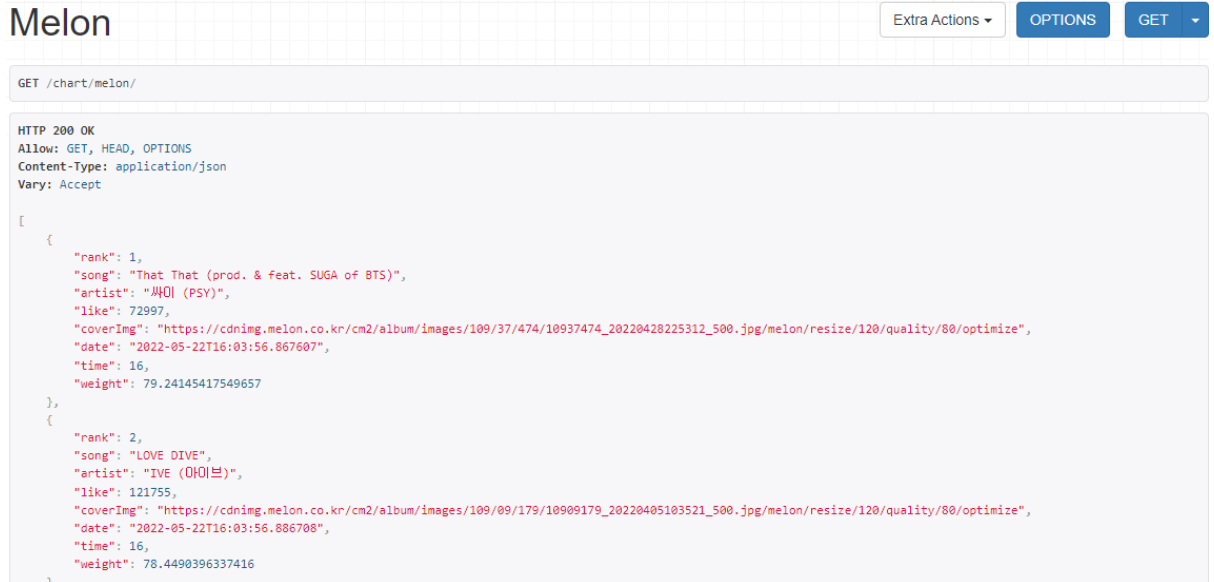 Melon
Extra Actions
OPTIONS
GET
GET /chart/melon/
HTTP 200 OK
Allow: GET, HEAD, OPTIONS
Content-Type: application/json
Vary: Accept
[
{
"rank": 1,
"song": "That That (prod. & feat. SUGA of BTS)",
"artist": "싸이 (PSY)",
"like": 72997,
"coverImg": "https://cdnimg.melon.co.kr/cm2/album/images/109/37/474/10937474_20220428225312_500.jpg/melon/resize/120/quality/80/optimize",
"date": "2022-05-22T16:03:56.867607",
"time": 16,
"weight": 79.24145417549657
},
{
"rank": 2,
"song": "LOVE DIVE",
"artist": "IVE (아이브)",
"like": 121755,
"coverImg": "https://cdnimg.melon.co.kr/cm2/album/images/109/09/179/10909179_20220405103521_500.jpg/melon/resize/120/quality/80/optimize",
"date": "2022-05-22T16:03:56.886708",
"time": 16,
"weight": 78.4490396337416
}